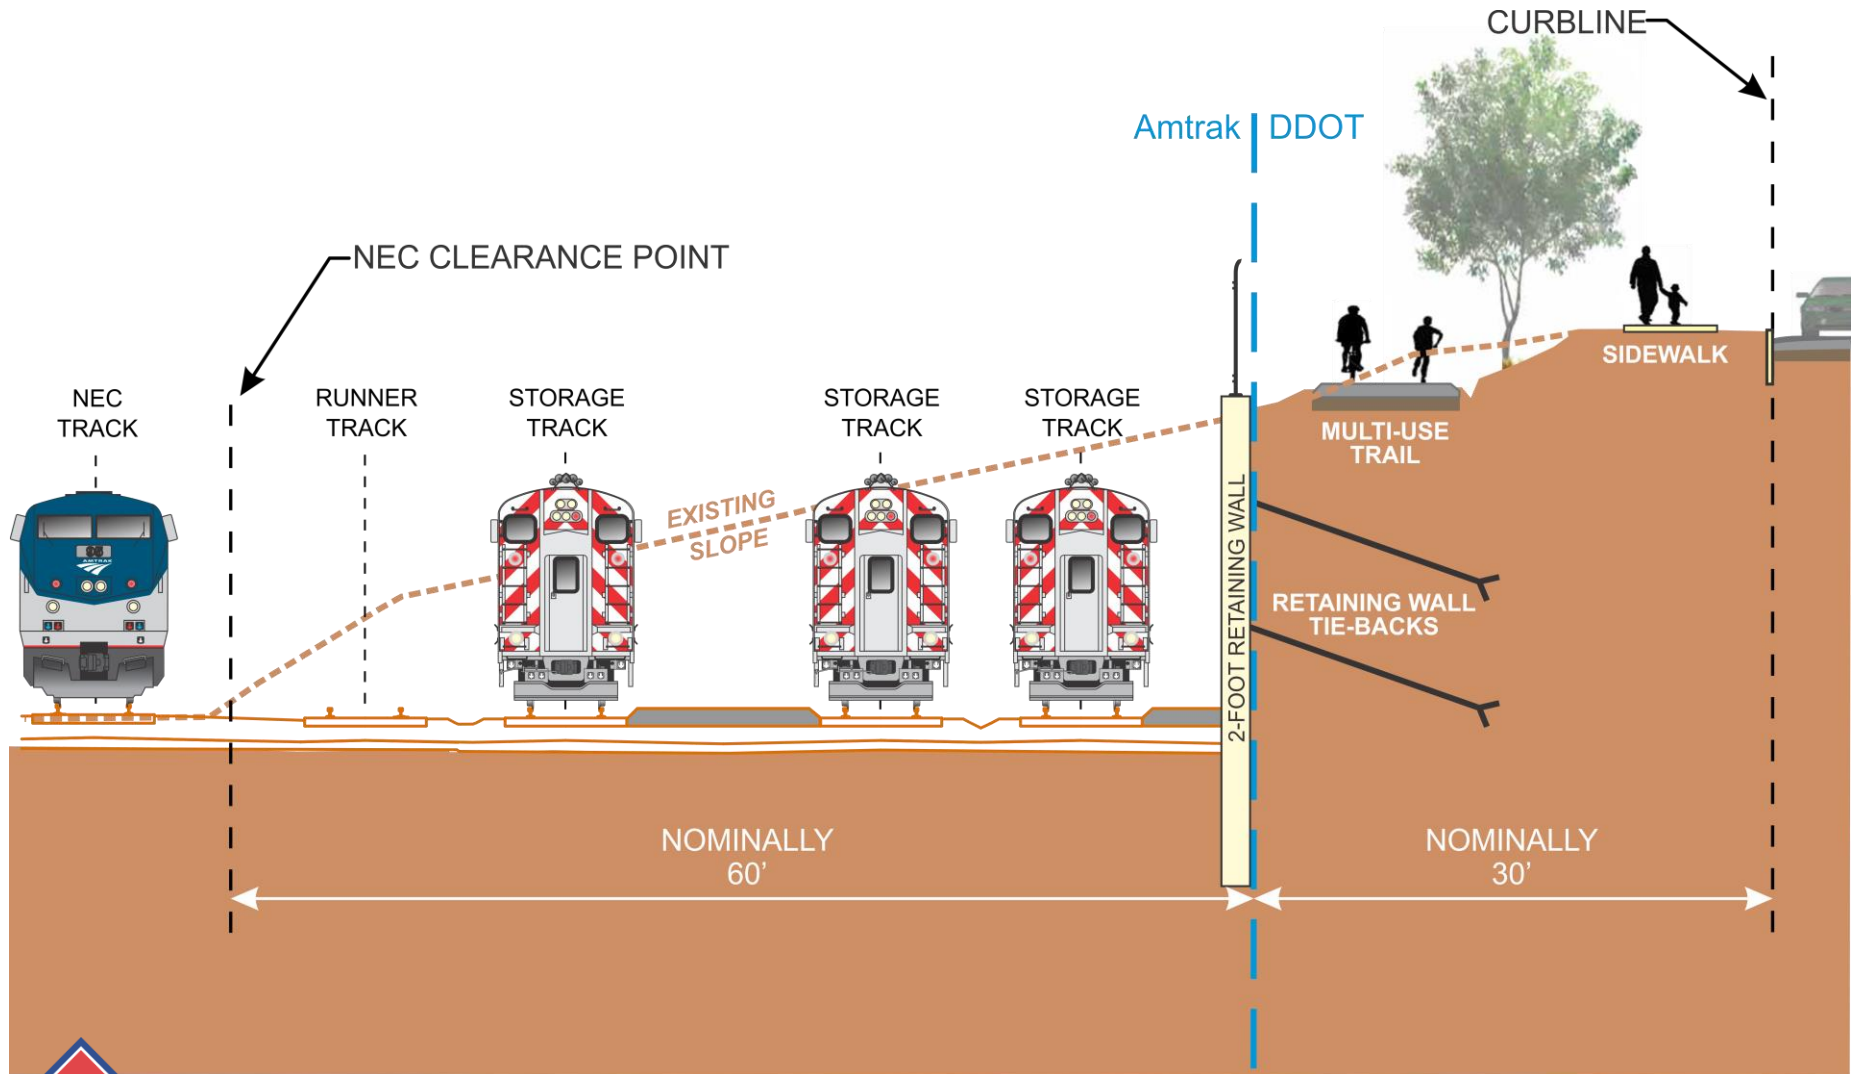 CURBLINE
Amtrak
DDOT
NEC CLEARANCE POINT
NEC
TRACK
RUNNER
TRACK
STORAGE
TRACK
STORAGE
TRACK
STORAGE
TRACK
SIDEWALK
MULTI-USE
TRAIL
EXISTING
SLOPE
2-FOOT RETAINING WALL
AMTRAK
RETAINING WALL
TIE-BACKS
NOMINALLY
60’
NOMINALLY
30’